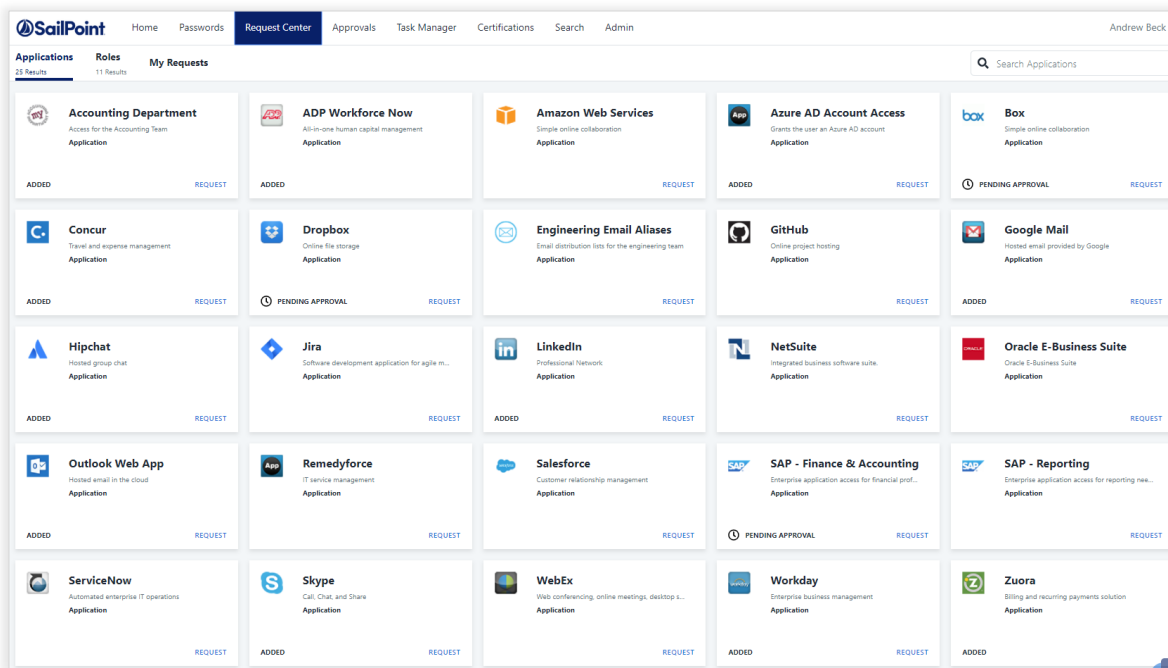 SailPoint Home Passwords Request Center Approvals Task Manager Certifications Search Admin Andrew Beck
Applications Roles My Requests
25 Results 11 Results
Search Applications
Accounting Department ADP Workforce Now Amazon Web Services Azure AD Account Access Box
Access for the Accounting Team All-in-one human capital management Simple online collaboration Grants the user an Azure AD account Simple online collaboration
Application Application Application Application Application
ADDED REQUEST ADDED REQUEST ADDED REQUEST PENDING APPROVAL REQUEST
Concur Dropbox Engineering Email Aliases GitHub Google Mail
Travel and expense management Online file storage Email distribution lists for the engineering team Online project hosting Hosted email provided by Google
Application Application Application Application Application
ADDED REQUEST PENDING APPROVAL REQUEST REQUEST REQUEST ADDED REQUEST
Hipchat Jira LinkedIn NetSuite Oracle E-Business Suite
Hosted group chat Software development application for agile m... Professional Network Integrated business software suite. Oracle E-Business Suite
Application Application Application Application Application
ADDED REQUEST REQUEST ADDED REQUEST REQUEST REQUEST
Outlook Web App Remedyforce Salesforce SAP - Finance & Accounting SAP - Reporting
Hosted email in the cloud IT service management Customer relationship management Enterprise application access for financial prof... Enterprise application access for reporting nee...
Application Application Application Application Application
ADDED REQUEST REQUEST REQUEST PENDING APPROVAL REQUEST REQUEST
ServiceNow Skype WebEx Workday Zuora
Automated enterprise IT operations Call, Chat, and Share Web conferencing, online meetings, desktop s... Enterprise business management Billing and recurring payments solution
Application Application Application Application Application
REQUEST ADDED REQUEST REQUEST ADDED REQUEST ADDED REQUEST